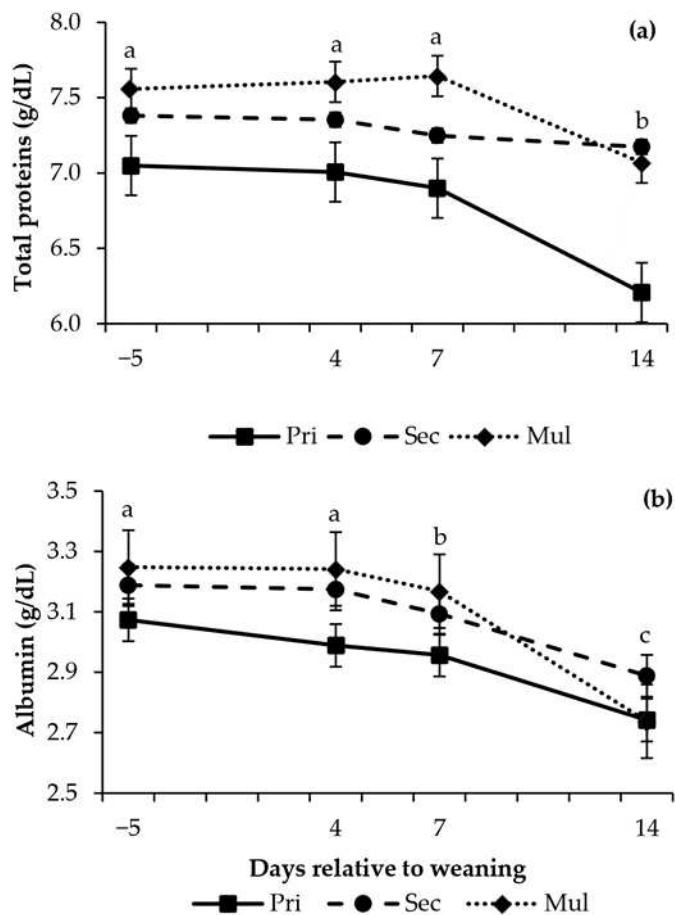 (a)
8.0
7.5
7.0
6.5
6.0
Total proteins (g/dL)
a
a
a
b
−5
4
7
14
Pri
Sec
Mul
(b)
3.5
3.3
3.1
2.9
2.7
2.5
Albumin (g/dL)
a
a
b
c
−5
4
7
14
Days relative to weaning
Pri
Sec
Mul